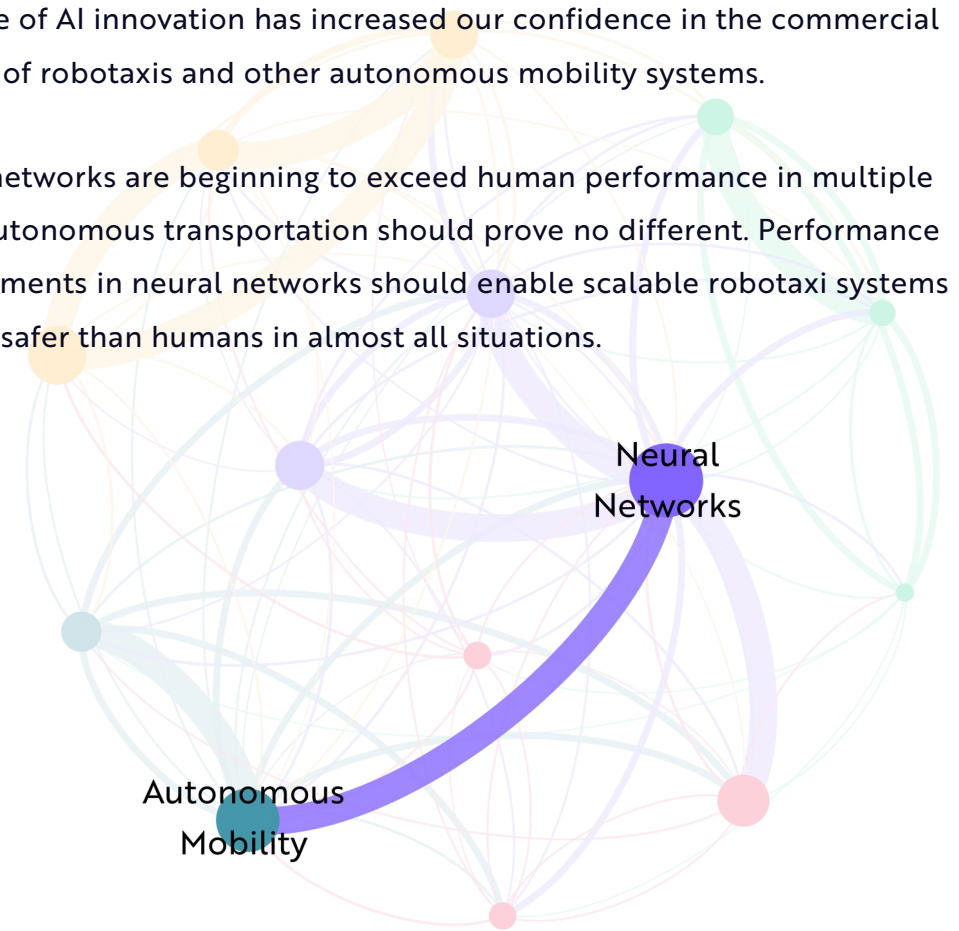 of AI innovation has increased our confidence in the commercial
of robotaxis and other autonomous mobility systems.
networks are beginning to exceed human performance in multiple
autonomous transportation should prove no different. Performance
ments in neural networks should enable scalable robotaxi systems
safer than humans in almost all situations.
Neural
Networks
Autonomous
Mobility